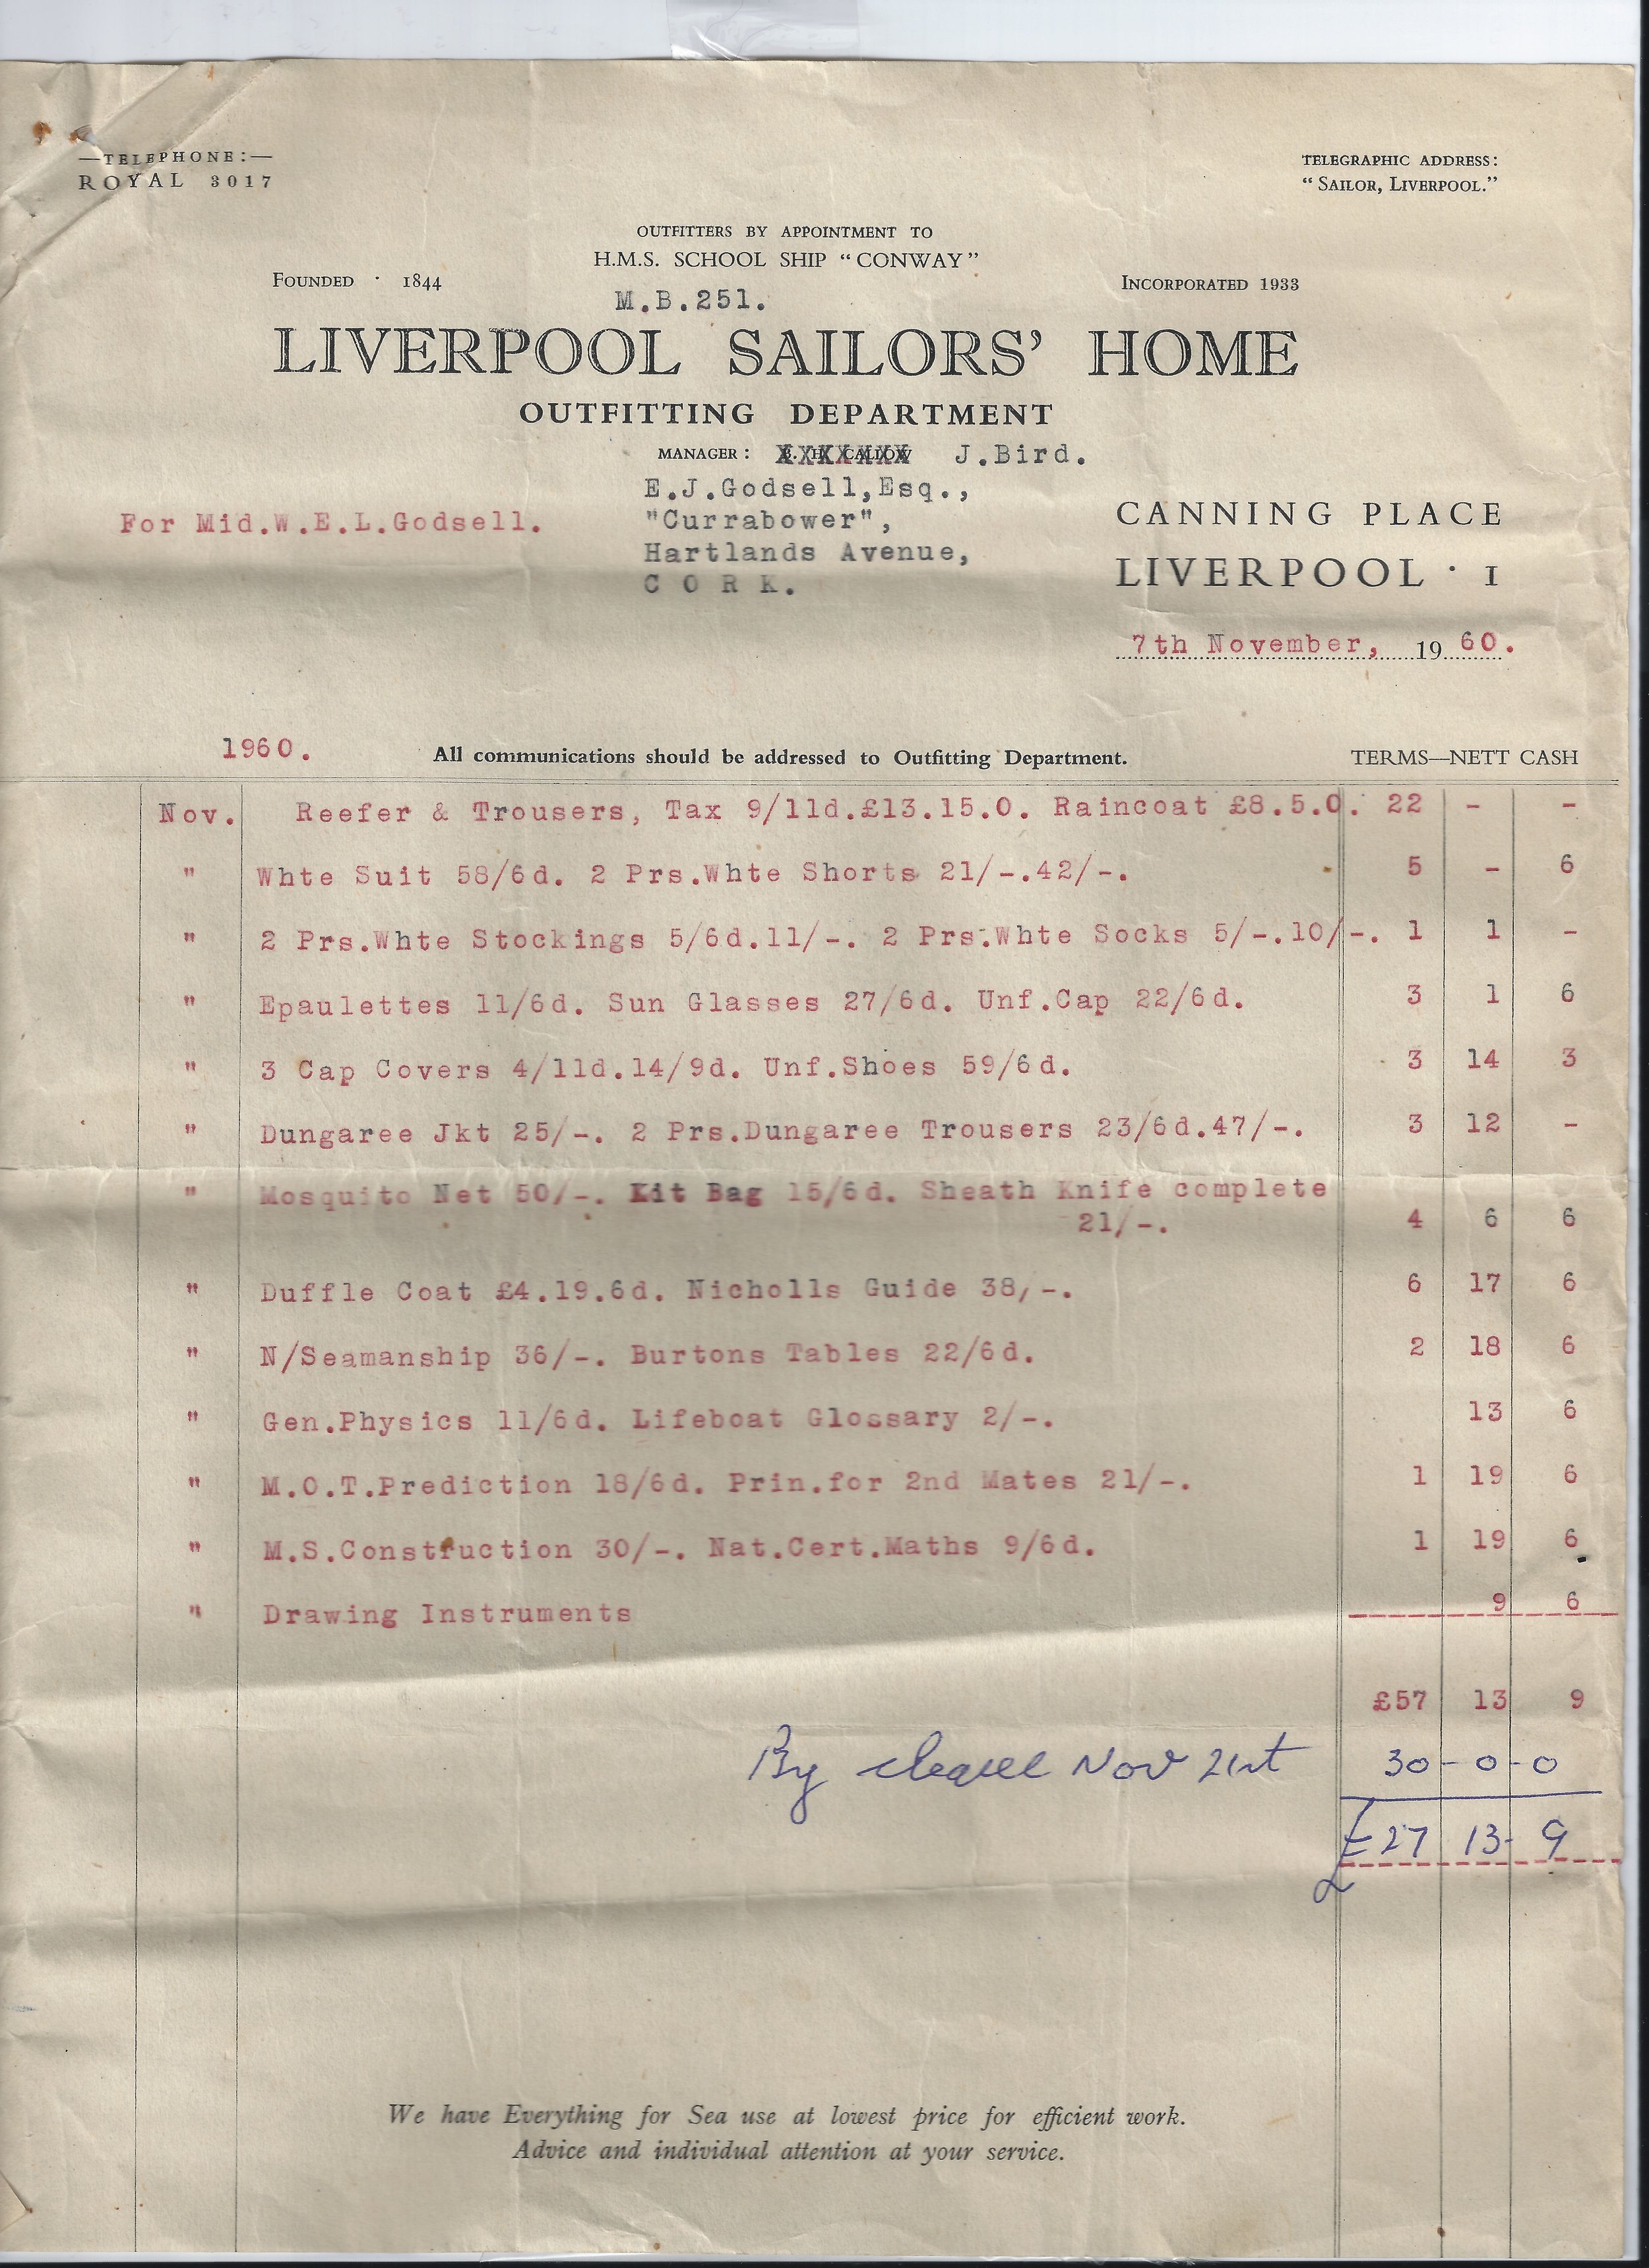 —TELEPHONE:—
ROYAL 3017
TELEGRAPHIC ADDRESS:
"SAILOR, LIVERPOOL."
OUTFITTERS BY APPOINTMENT TO
H.M.S. SCHOOL SHIP "CONWAY"
FOUNDED · 1844
INCORPORATED 1933
M.B.251.
LIVERPOOL SAILORS' HOME
OUTFITTING DEPARTMENT
MANAGER: J.Bird.
E.J.Godsell,Esq.,
"Currabower",
Hartlands Avenue,
C O R K.
For Mid.W.E.L.Godsell.
CANNING PLACE
LIVERPOOL · 1
7th November, 1960.
1960. All communications should be addressed to Outfitting Department. TERMS—NETT CASH
Nov. Reefer & Trousers, Tax 9/11d.£13.15.0. Raincoat £8.5.0. 22 - -
" Whte Suit 58/6d. 2 Prs.Whte Shorts 21/-.42/-. 5 - 6
" 2 Prs.Whte Stockings 5/6d.11/-. 2 Prs.Whte Socks 5/-.10/-. 1 1 -
" Epaulettes 11/6d. Sun Glasses 27/6d. Unf.Cap 22/6d. 3 1 6
" 3 Cap Covers 4/11d.14/9d. Unf.Shoes 59/6d. 3 14 3
" Dungaree Jkt 25/-. 2 Prs.Dungaree Trousers 23/6d.47/-. 3 12 -
" Mosquito Net 50/-. Kit Bag 15/6d. Sheath Knife complete
21/-. 4 6 6
" Duffle Coat £4.19.6d. Nicholls Guide 38/-. 6 17 6
" N/Seamanship 36/-. Burtons Tables 22/6d. 2 18 6
" Gen.Physics 11/6d. Lifeboat Glossary 2/-. 13 6
" M.O.T.Prediction 18/6d. Prin.for 2nd Mates 21/-. 1 19 6
" M.S.Construction 30/-. Nat.Cert.Maths 9/6d. 1 19 6
" Drawing Instruments 9 6
£57 13 9
By cheque Nov 21st 30-0-0
£27 13-9
We have Everything for Sea use at lowest price for efficient work.
Advice and individual attention at your service.